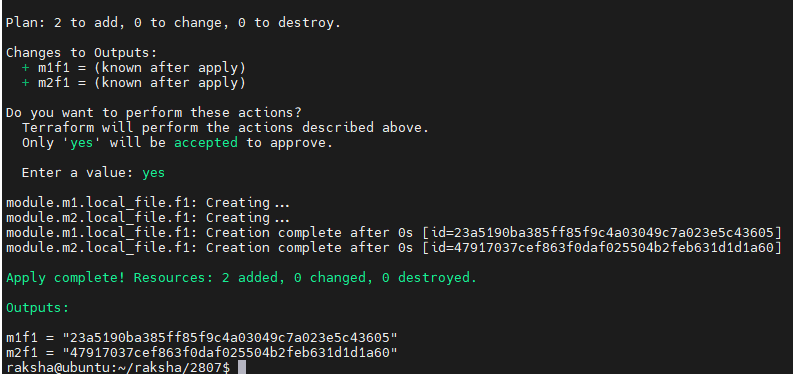 Plan: 2 to add, 0 to change, 0 to destroy.
Changes to Outputs:
+ m1f1 = (known after apply)
+ m2f1 = (known after apply)
Do you want to perform these actions?
Terraform will perform the actions described above.
Only 'yes' will be accepted to approve.
Enter a value: yes
module.m1.local_file.f1: Creating...
module.m2.local_file.f1: Creating...
module.m1.local_file.f1: Creation complete after 0s [id=23a5190ba385ff85f9c4a03049c7a023e5c43605]
module.m2.local_file.f1: Creation complete after 0s [id=47917037cef863f0daf025504b2feb631d1d1a60]
Apply complete! Resources: 2 added, 0 changed, 0 destroyed.
Outputs:
m1f1 = "23a5190ba385ff85f9c4a03049c7a023e5c43605"
m2f1 = "47917037cef863f0daf025504b2feb631d1d1a60"
raksha@ubuntu:~/raksha/2807$